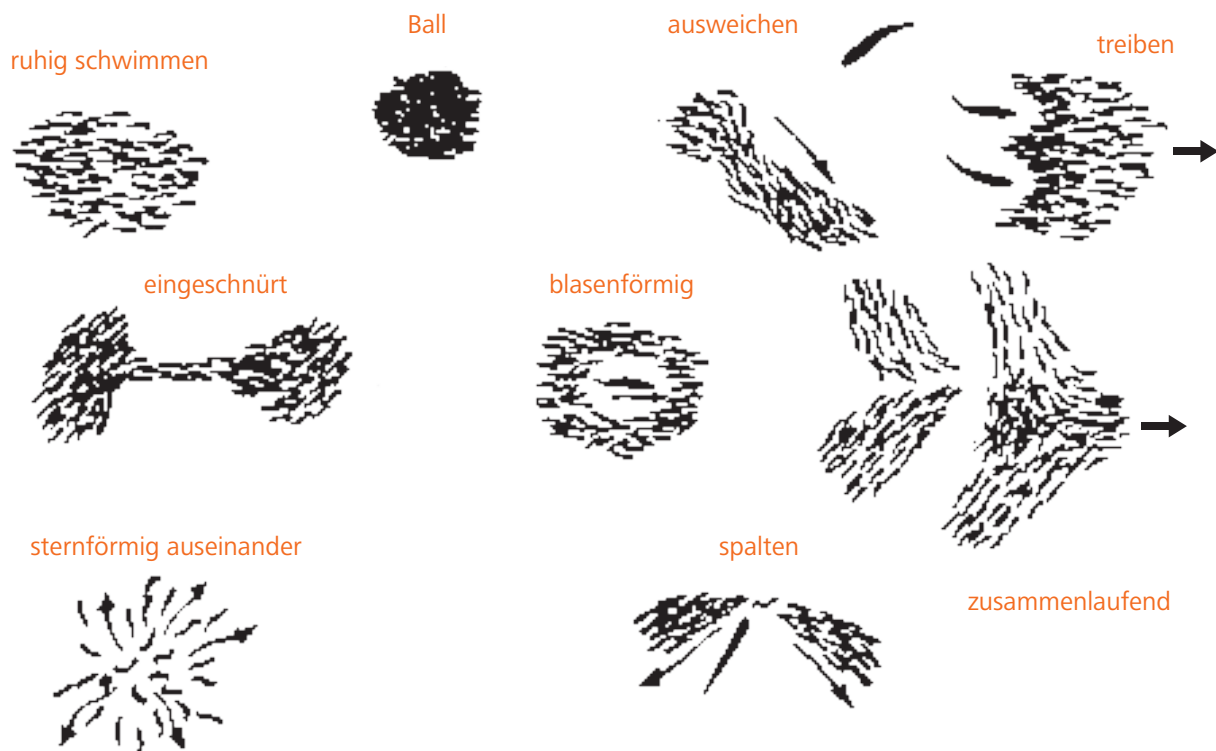 Ball
ausweichen
treiben
ruhig schwimmen
eingeschnürt
blasenförmig
sternförmig auseinander
spalten
zusammenlaufend